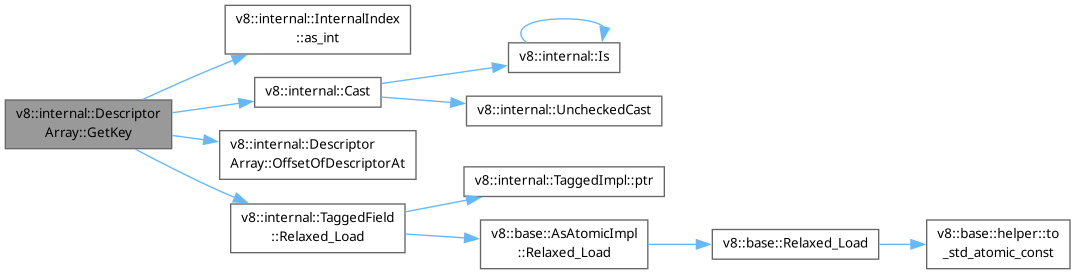 v8::internal::Descriptor
Array::GetKey
v8::internal::InternalIndex
::as_int
v8::internal::Cast
v8::internal::Is
v8::internal::UncheckedCast
v8::internal::Descriptor
Array::OffsetOfDescriptorAt
v8::internal::TaggedField
::Relaxed_Load
v8::internal::TaggedImpl::ptr
v8::base::AsAtomicImpl
::Relaxed_Load
v8::base::Relaxed_Load
v8::base::helper::to
_std_atomic_const